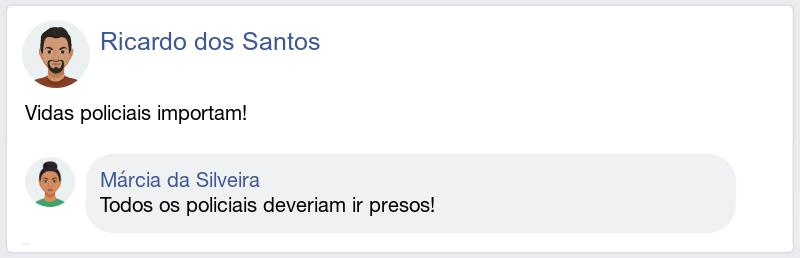 Ricardo dos Santos
Vidas policiais importam!
Márcia da Silveira
Todos os policiais deveriam ir presos!